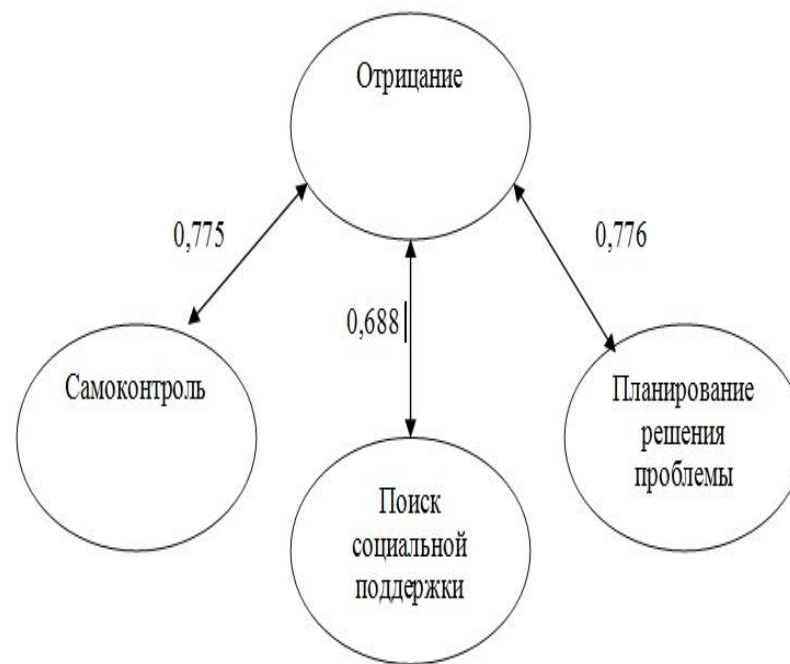 Отрицание
0,775
0,776
0,688
Самоконтроль
Планирование
решения
проблемы
Поиск
социальной
поддержки